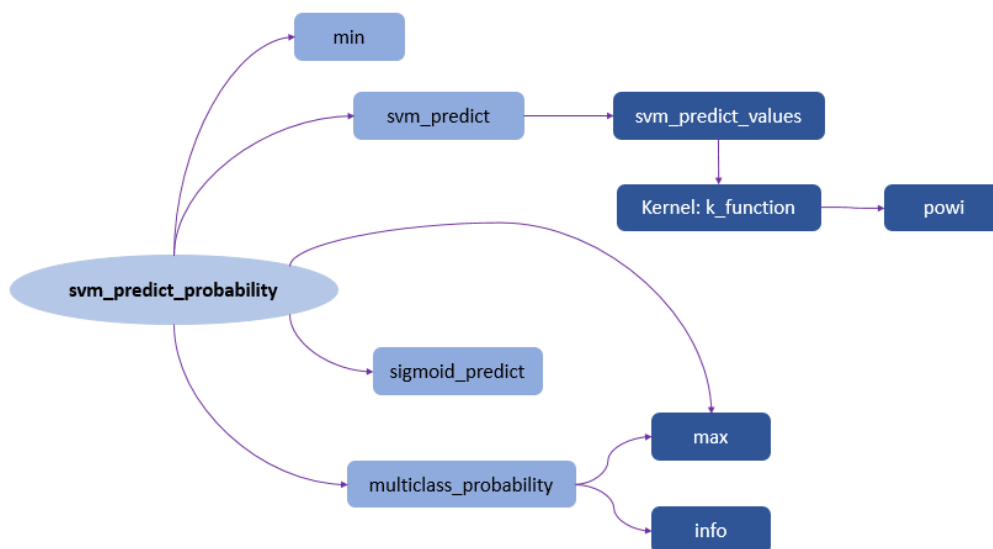 min
svm_predict
svm_predict_values
Kernel: k_function
powi
svm_predict_probability
sigmoid_predict
max
multiclass_probability
info